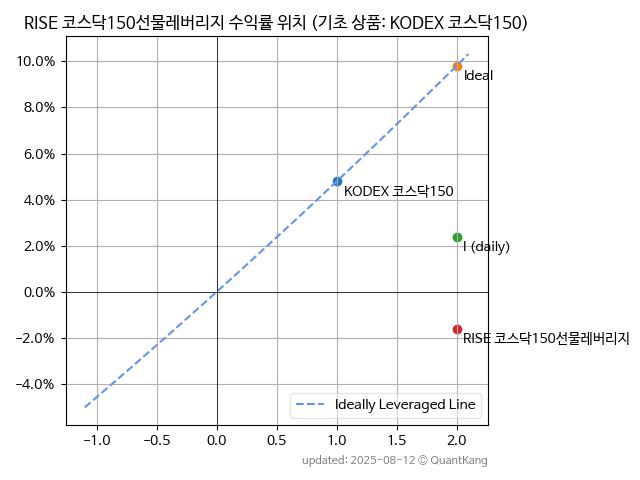 RISE 코스닥150선물레버리지 수익률 위치 (기초 상품: KODEX 코스닥150)
10.0%
Ideal
8.0%
6.0%
KODEX 코스닥150
4.0%
2.0%
I (daily)
0.0%
−2.0%
RISE 코스닥150선물레버리지
−4.0%
Ideally Leveraged Line
−1.0 −0.5 0.0 0.5 1.0 1.5 2.0
updated: 2025-08-12 © QuantKang